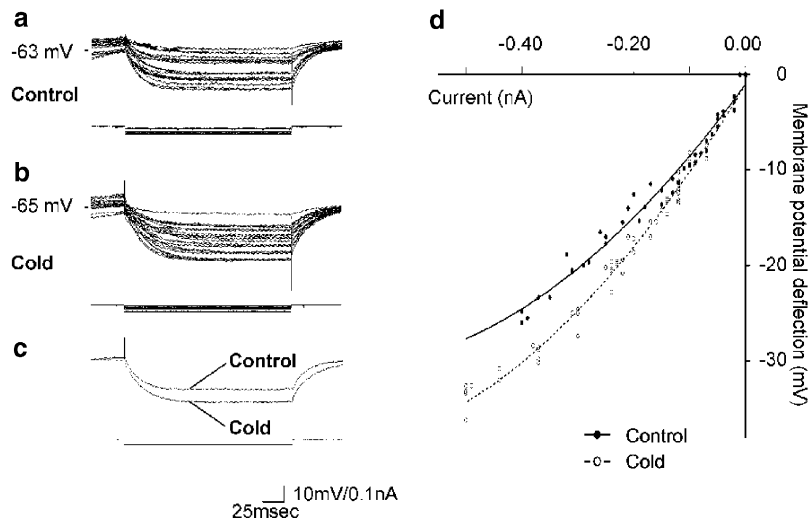 a
-63 mV
Control
b
-65 mV
Cold
c
Control
Cold
10mV/0.1nA
25msec
d
-0.40 -0.20 0.00
Current (nA)
0
-10
-20
-30
Membrane potential deflection (mV)
Control
Cold